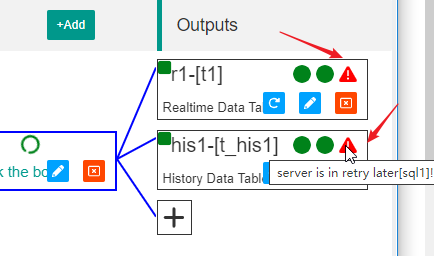 +Add
Outputs
r1-[t1]
Realtime Data Tab
k the bo
his1-[t_his1]
History Data Table
server is in retry later[sql1]!